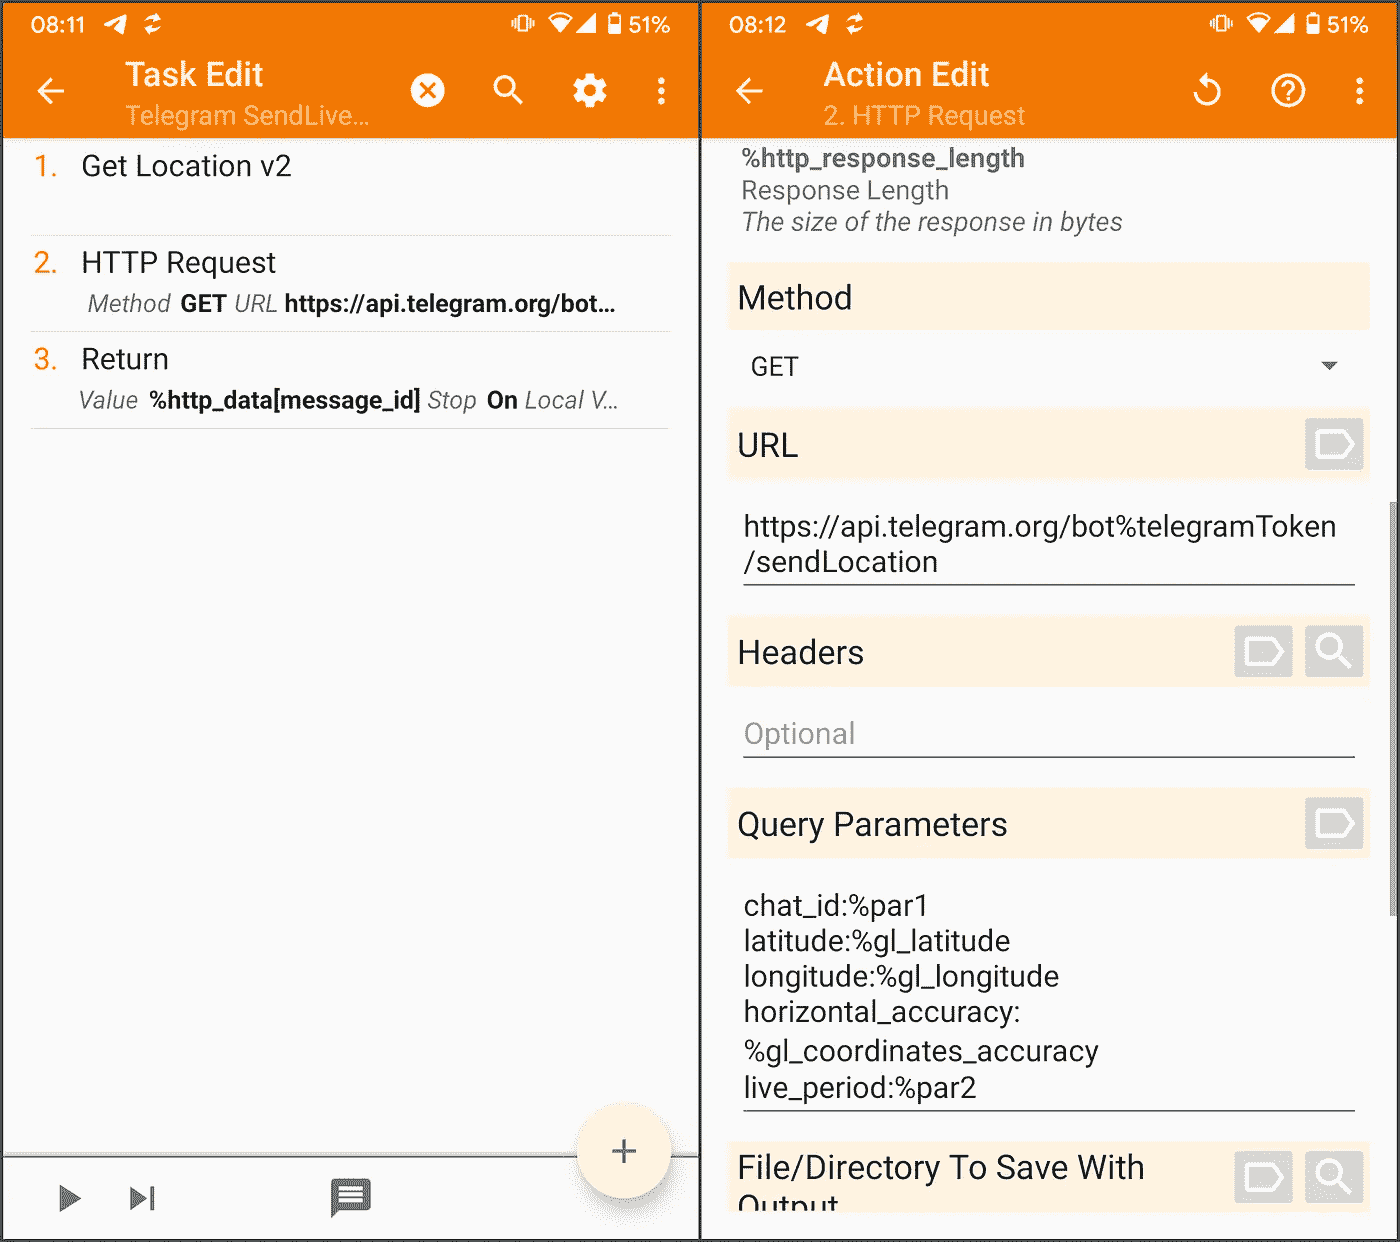 08:11
51%
Task Edit
Telegram SendLive...
1. Get Location v2
2. HTTP Request
Method GET URL https://api.telegram.org/bot...
3. Return
Value %http_data[message_id] Stop On Local V...
08:12
51%
Action Edit
2. HTTP Request
%http_response_length
Response Length
The size of the response in bytes
Method
GET
URL
https://api.telegram.org/bot%telegramToken
/sendLocation
Headers
Optional
Query Parameters
chat_id:%par1
latitude:%gl_latitude
longitude:%gl_longitude
horizontal_accuracy:
%gl_coordinates_accuracy
live_period:%par2
File/Directory To Save With
Output